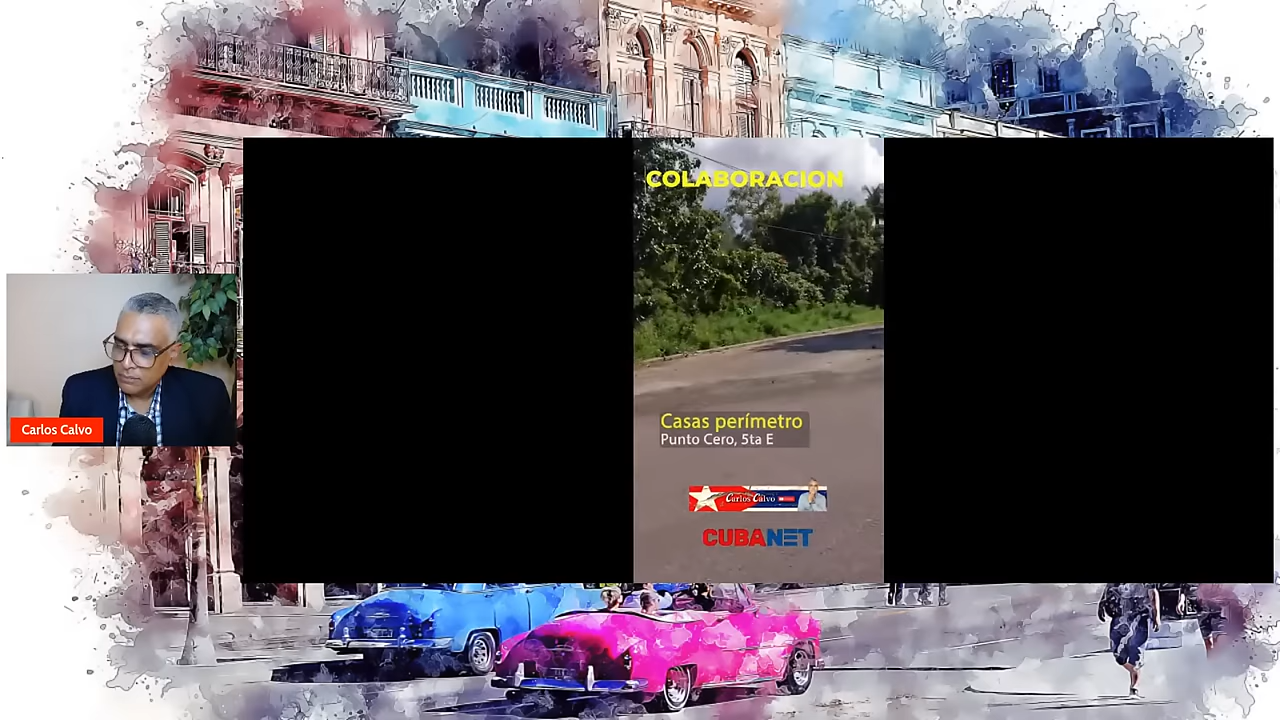 COLABORACION
Carlos Calvo
Casas perímetro
Punto Cero, 5ta E
Carlos Calvo
CUBANET